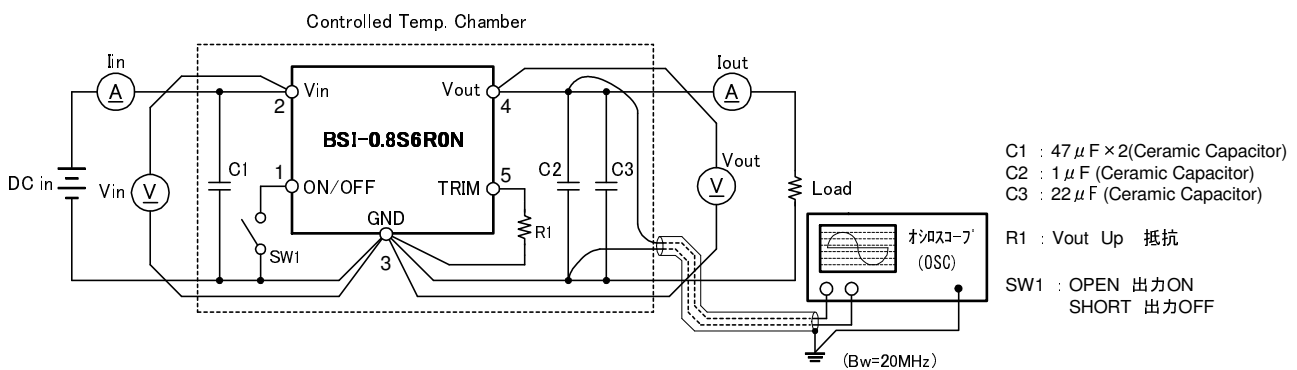 Controlled Temp. Chamber
Iin
A
Vin
2
Vout
4
Iout
A
BSI-0.8S6R0N
C1
1
ON/OFF
TRIM
5
C2
C3
Vout
V
DC in
Vin
V
Load
GND
R1
SW1
3
オシロスコープ
(OSC)
(Bw=20MHz)
C1 : 47μF×2(Ceramic Capacitor)
C2 : 1μF (Ceramic Capacitor)
C3 : 22μF (Ceramic Capacitor)
R1 : Vout Up 抵抗
SW1 : OPEN 出力ON
SHORT 出力OFF